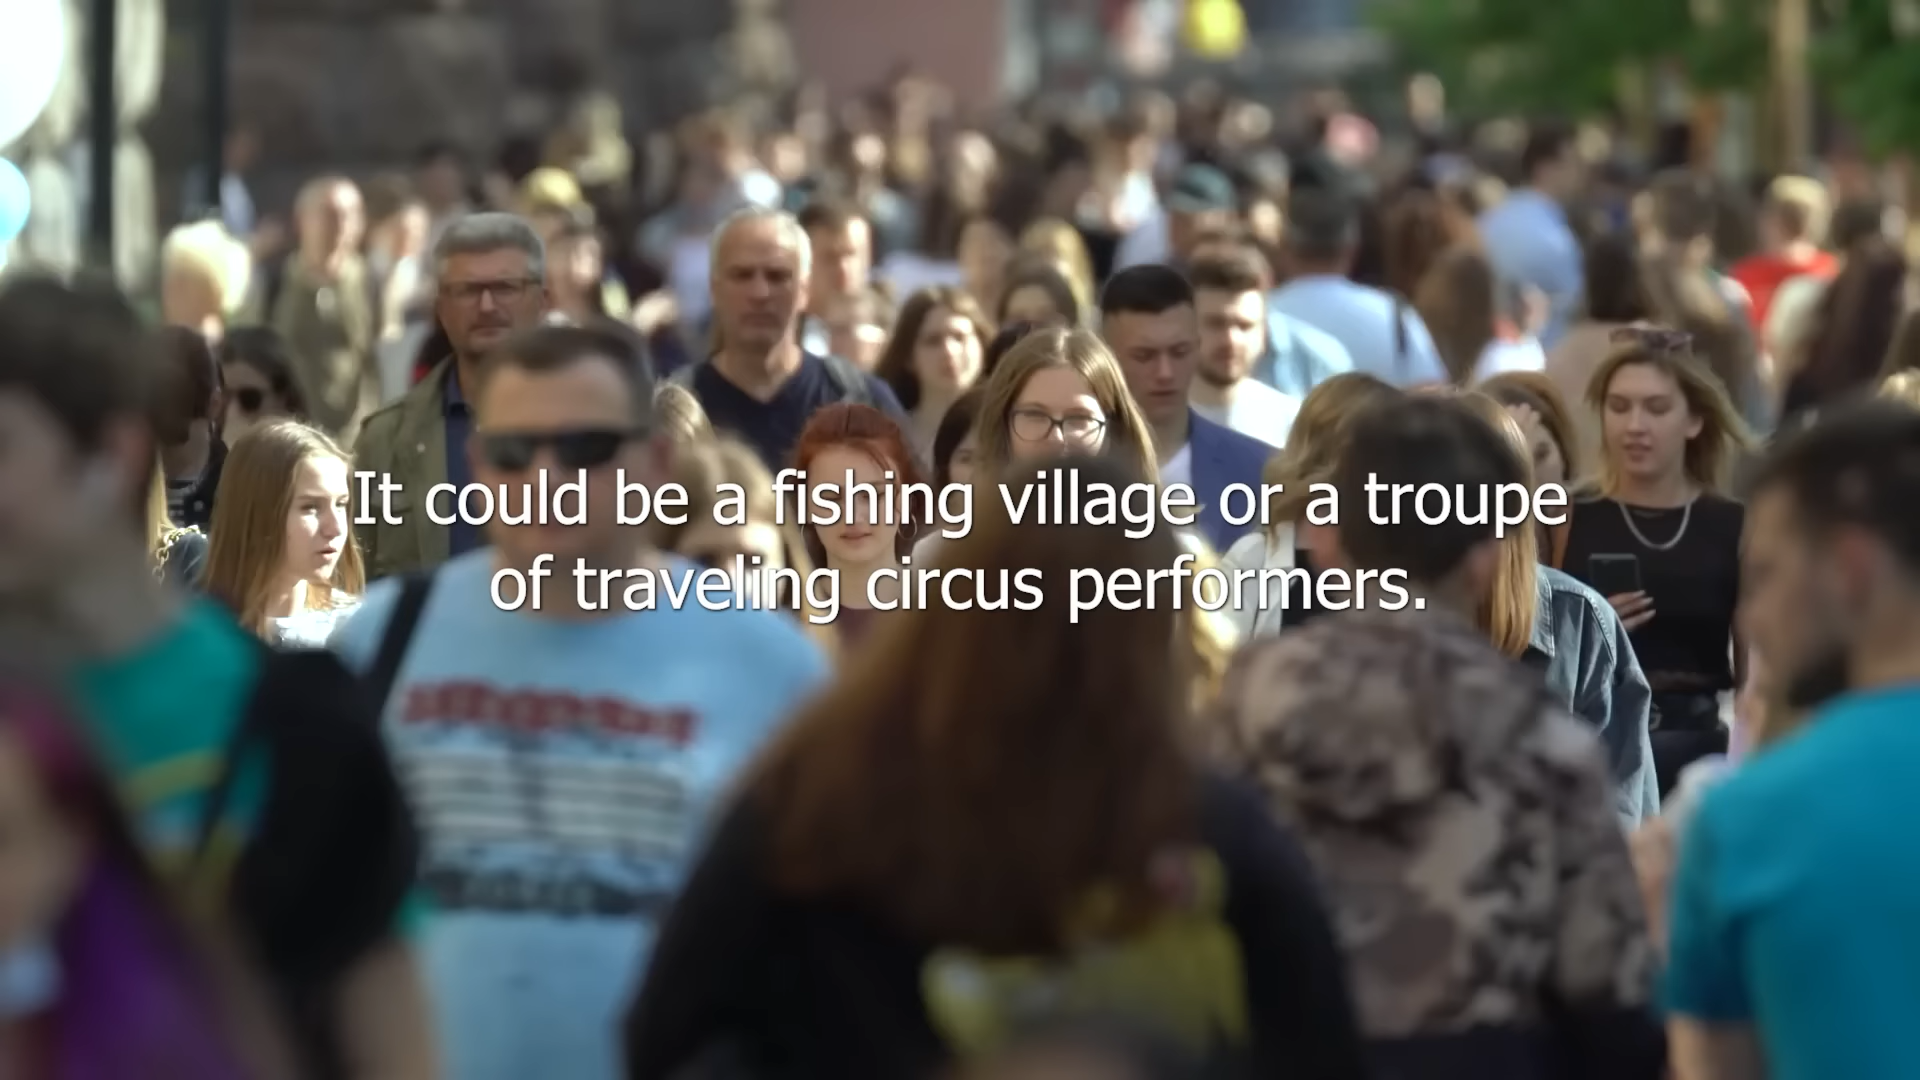 It could be a fishing village or a troupe
of traveling circus performers.